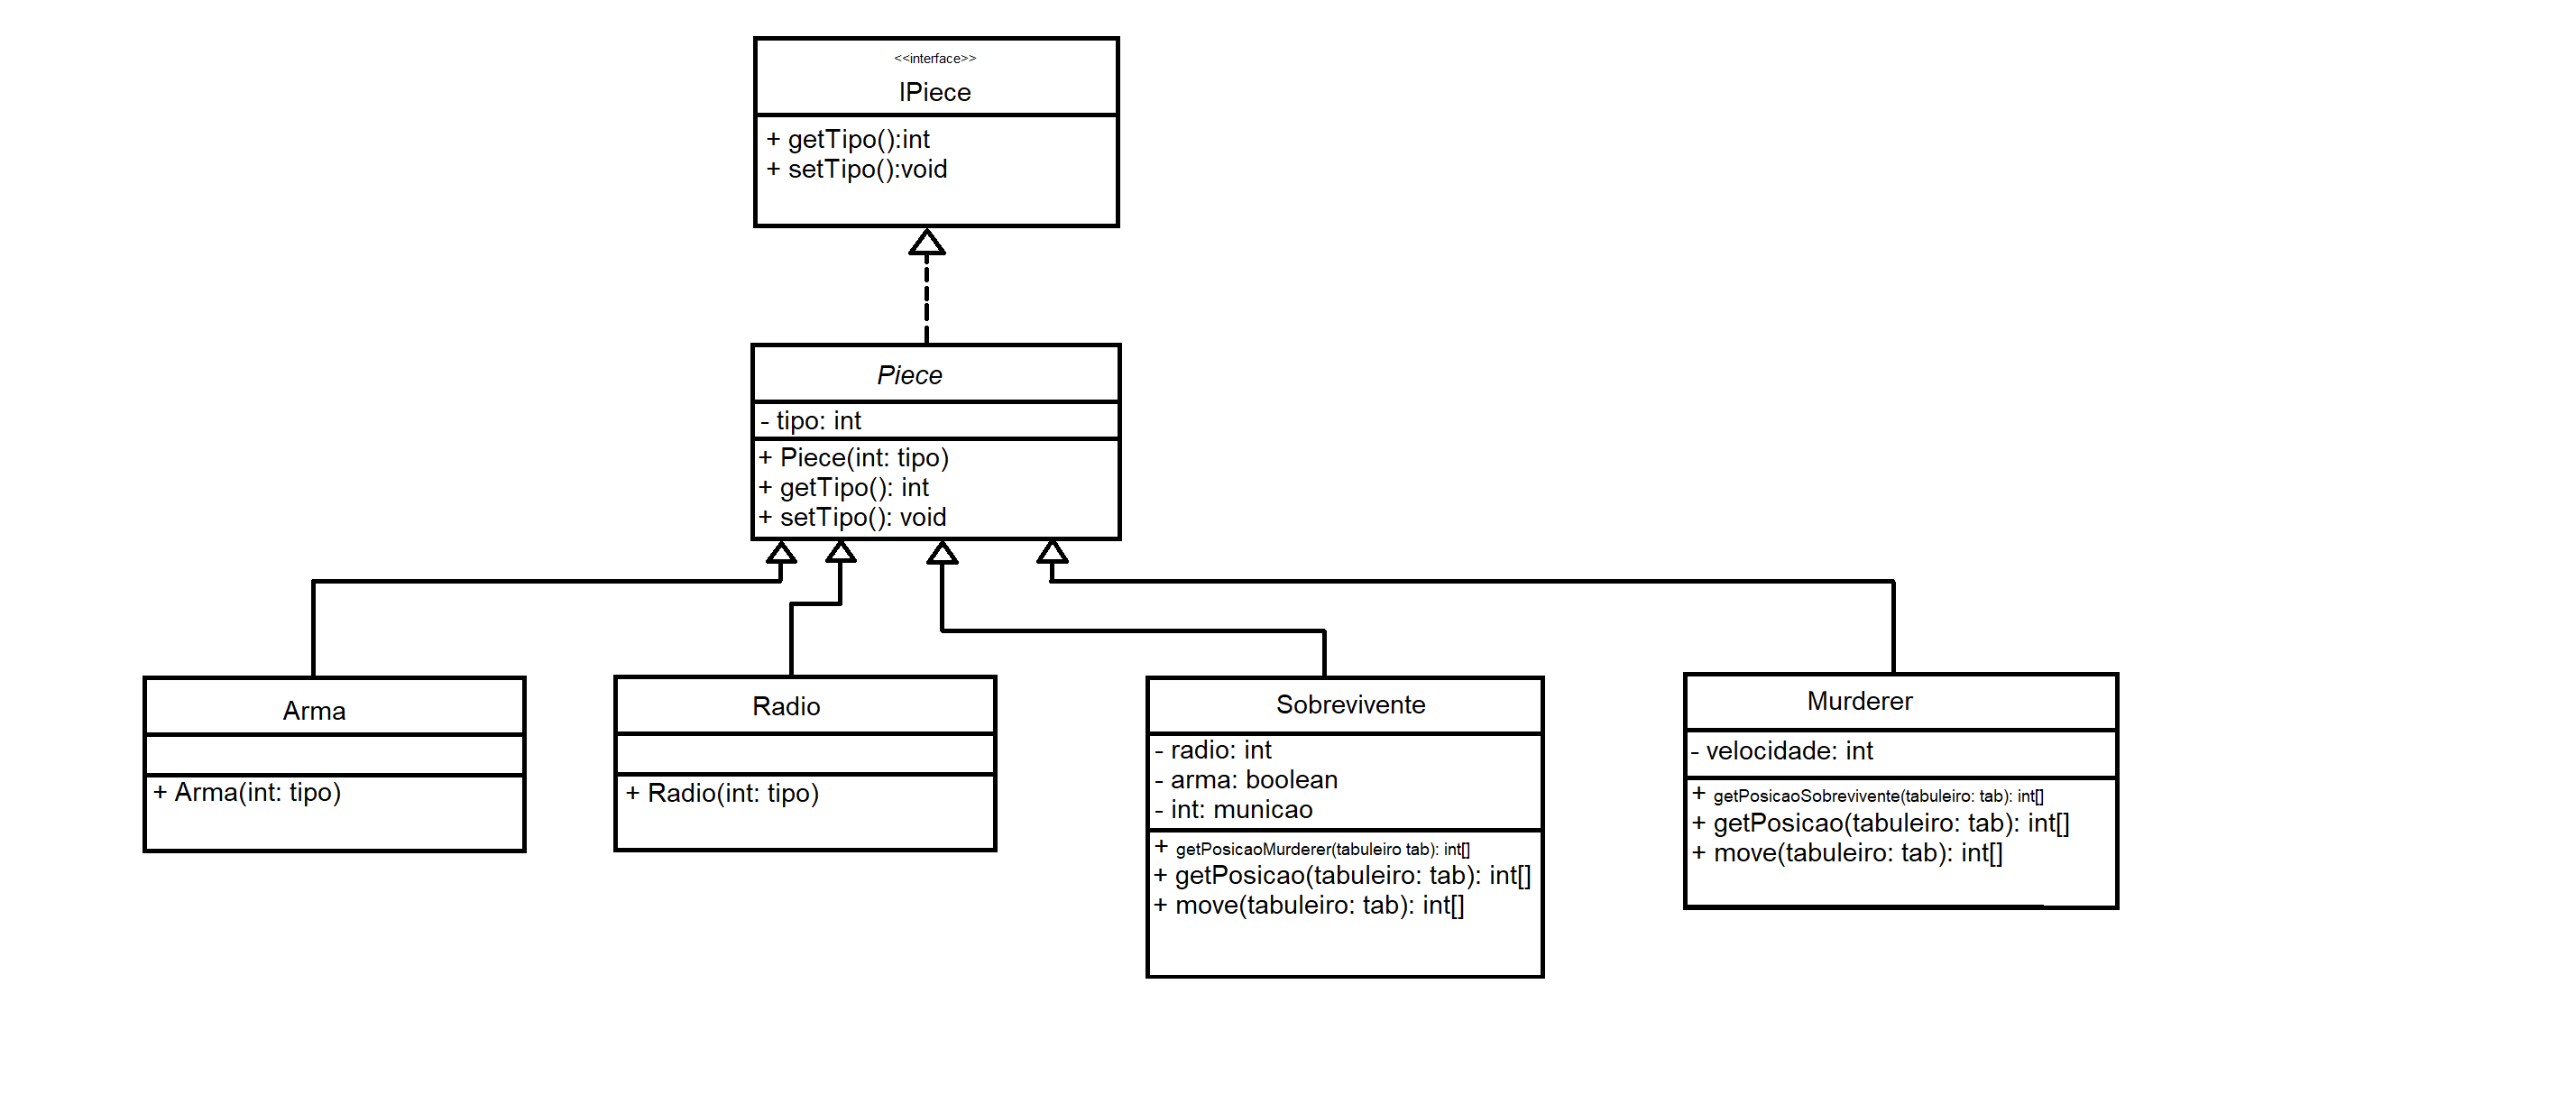 <<interface>>
IPiece
+ getTipo():int
+ setTipo():void
Piece
- tipo: int
+ Piece(int: tipo)
+ getTipo(): int
+ setTipo(): void
Arma
+ Arma(int: tipo)
Radio
+ Radio(int: tipo)
Sobrevivente
- radio: int
- arma: boolean
- int: municao
+ getPosicaoMurderer(tabuleiro tab): int[]
+ getPosicao(tabuleiro: tab): int[]
+ move(tabuleiro: tab): int[]
Murderer
- velocidade: int
+ getPosicaoSobrevivente(tabuleiro: tab): int[]
+ getPosicao(tabuleiro: tab): int[]
+ move(tabuleiro: tab): int[]